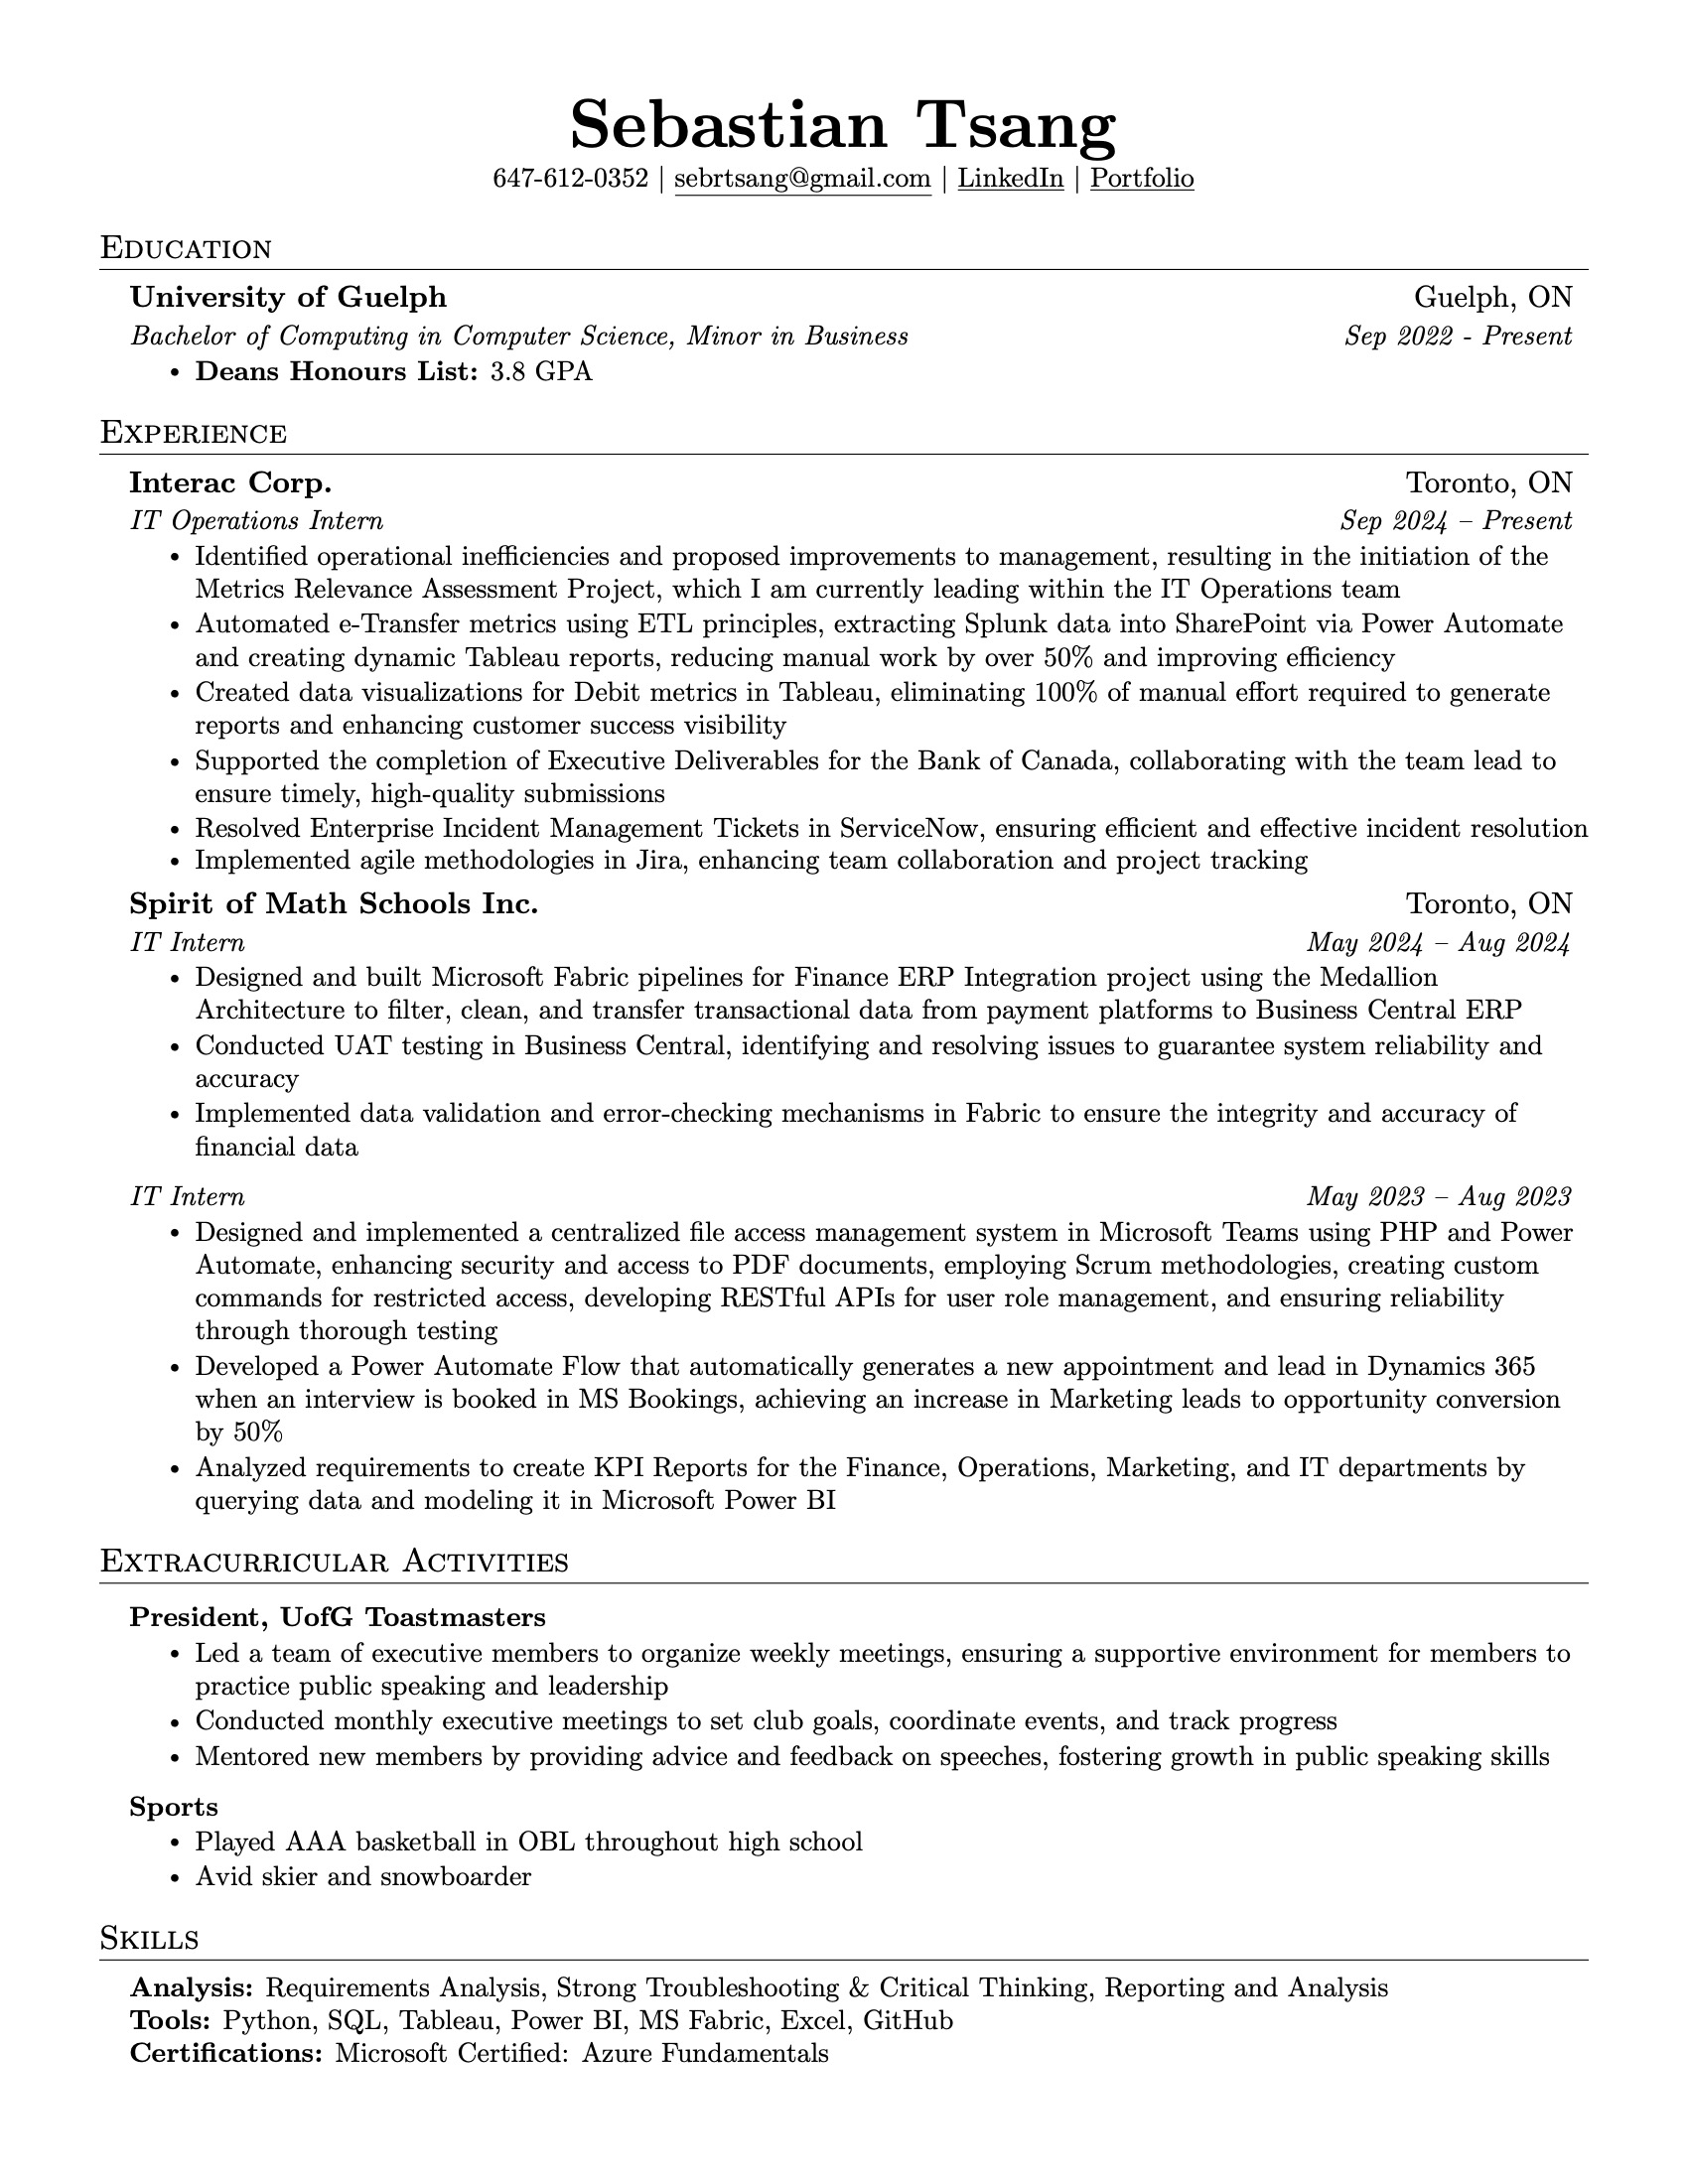 Sebastian Tsang
647-612-0352 | sebrtsang@gmail.com | LinkedIn | Portfolio
Education
University of Guelph Guelph, ON
Bachelor of Computing in Computer Science, Minor in Business Sep 2022 - Present
• Deans Honours List: 3.8 GPA
Experience
Interac Corp. Toronto, ON
IT Operations Intern Sep 2024 – Present
• Identified operational inefficiencies and proposed improvements to management, resulting in the initiation of the
Metrics Relevance Assessment Project, which I am currently leading within the IT Operations team
• Automated e-Transfer metrics using ETL principles, extracting Splunk data into SharePoint via Power Automate
and creating dynamic Tableau reports, reducing manual work by over 50% and improving efficiency
• Created data visualizations for Debit metrics in Tableau, eliminating 100% of manual effort required to generate
reports and enhancing customer success visibility
• Supported the completion of Executive Deliverables for the Bank of Canada, collaborating with the team lead to
ensure timely, high-quality submissions
• Resolved Enterprise Incident Management Tickets in ServiceNow, ensuring efficient and effective incident resolution
• Implemented agile methodologies in Jira, enhancing team collaboration and project tracking
Spirit of Math Schools Inc. Toronto, ON
IT Intern May 2024 – Aug 2024
• Designed and built Microsoft Fabric pipelines for Finance ERP Integration project using the Medallion
Architecture to filter, clean, and transfer transactional data from payment platforms to Business Central ERP
• Conducted UAT testing in Business Central, identifying and resolving issues to guarantee system reliability and
accuracy
• Implemented data validation and error-checking mechanisms in Fabric to ensure the integrity and accuracy of
financial data
IT Intern May 2023 – Aug 2023
• Designed and implemented a centralized file access management system in Microsoft Teams using PHP and Power
Automate, enhancing security and access to PDF documents, employing Scrum methodologies, creating custom
commands for restricted access, developing RESTful APIs for user role management, and ensuring reliability
through thorough testing
• Developed a Power Automate Flow that automatically generates a new appointment and lead in Dynamics 365
when an interview is booked in MS Bookings, achieving an increase in Marketing leads to opportunity conversion
by 50%
• Analyzed requirements to create KPI Reports for the Finance, Operations, Marketing, and IT departments by
querying data and modeling it in Microsoft Power BI
Extracurricular Activities
President, UofG Toastmasters
• Led a team of executive members to organize weekly meetings, ensuring a supportive environment for members to
practice public speaking and leadership
• Conducted monthly executive meetings to set club goals, coordinate events, and track progress
• Mentored new members by providing advice and feedback on speeches, fostering growth in public speaking skills
Sports
• Played AAA basketball in OBL throughout high school
• Avid skier and snowboarder
Skills
Analysis: Requirements Analysis, Strong Troubleshooting & Critical Thinking, Reporting and Analysis
Tools: Python, SQL, Tableau, Power BI, MS Fabric, Excel, GitHub
Certifications: Microsoft Certified: Azure Fundamentals